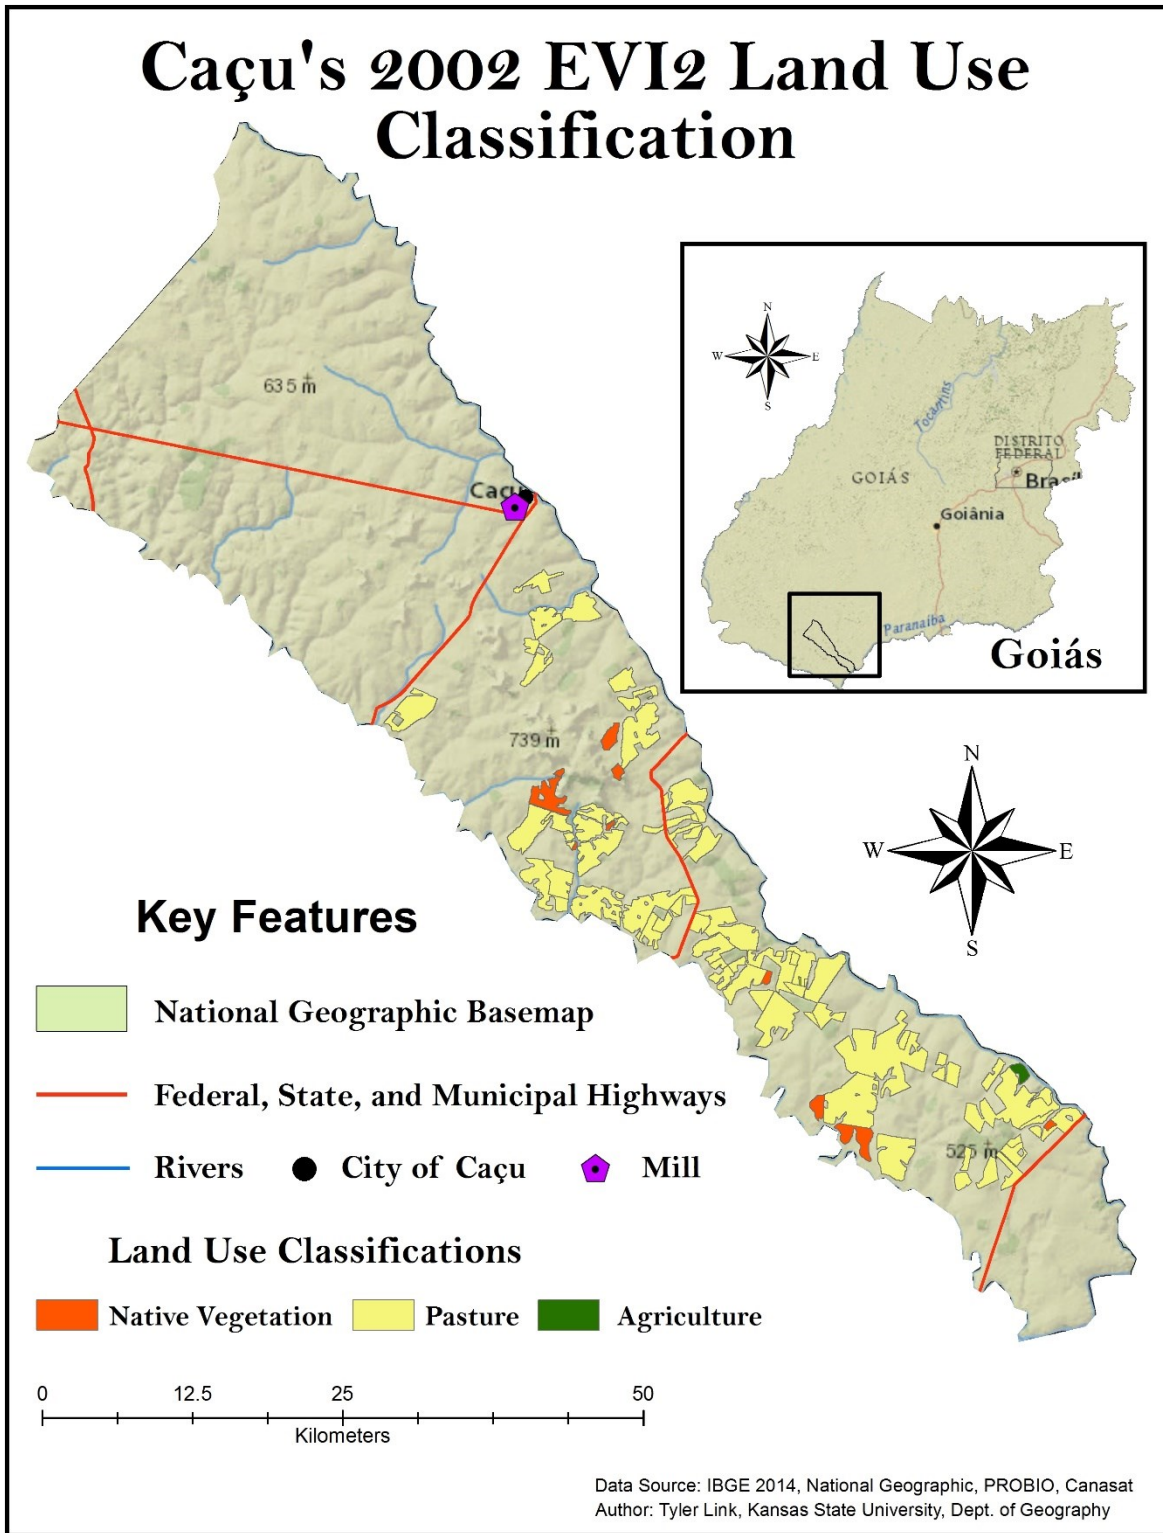 Caçu's 2002 EVI2 Land Use
Classification
635 m
Caçu
739 m
525 m
N
W E
S
Tocantins
DISTRITO
FEDERAL
GOIÁS
Brasíl
Goiânia
Paranaíba
Goiás
N
W E
S
Key Features
National Geographic Basemap
Federal, State, and Municipal Highways
Rivers City of Caçu Mill
Land Use Classifications
Native Vegetation Pasture Agriculture
0 12.5 25 50
Kilometers
Data Source: IBGE 2014, National Geographic, PROBIO, Canasat
Author: Tyler Link, Kansas State University, Dept. of Geography